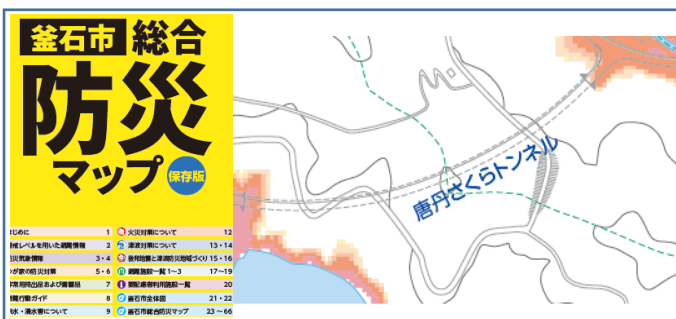 釜石市 総合
防災
マップ 保存版
はじめに 1
警戒レベルを用いた避難情報 2
防災気象情報 3・4
わが家の防災対策 5・6
非常用持出品および備蓄品 7
避難行動ガイド 8
洪水・湧水害について 9
火災対策について 12
津波対策について 13・14
後発地震と津波防災地域づくり 15・16
避難施設一覧 1～3 17～19
要配慮者利用施設一覧 20
釜石市全体図 21・22
釜石市総合防災マップ 23～66
唐丹さくらトンネル